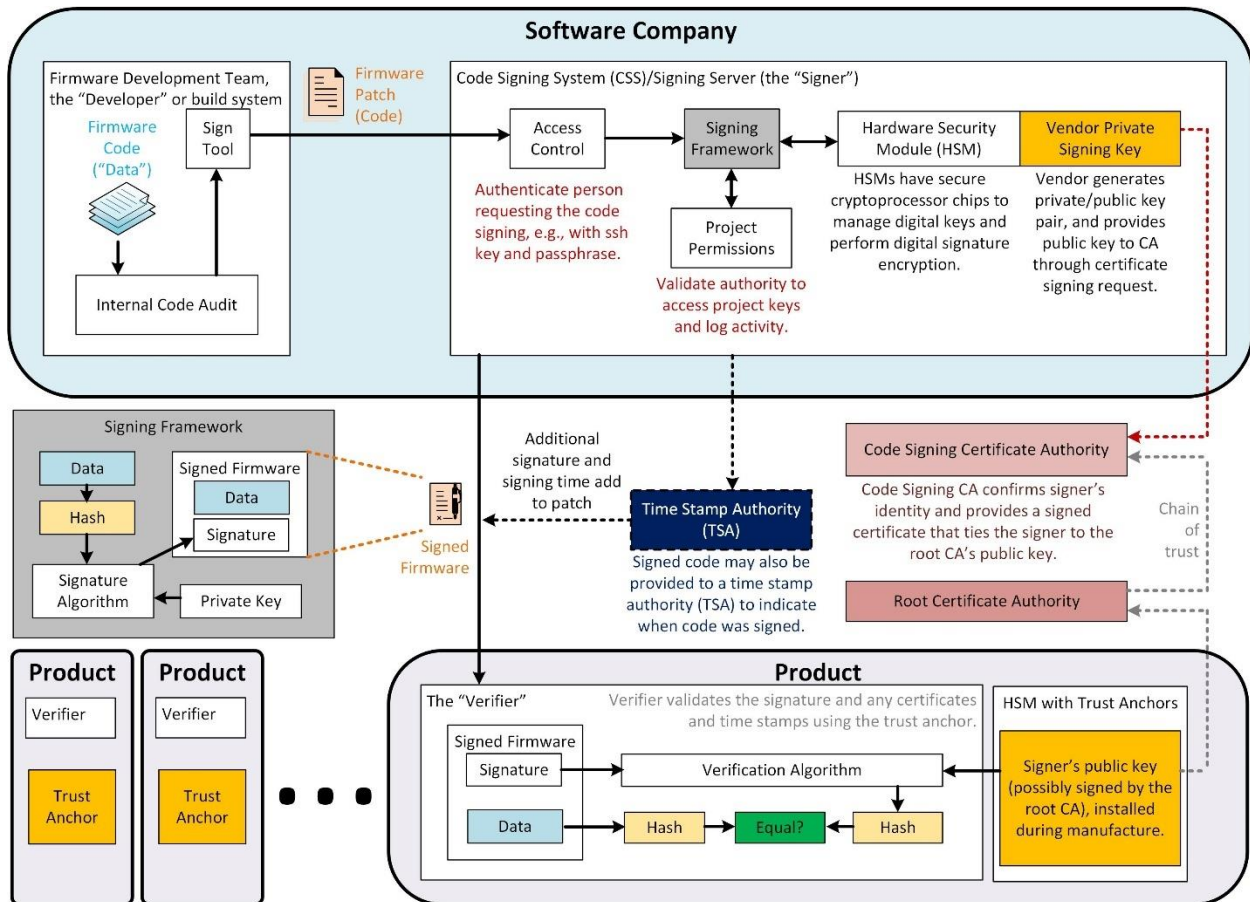 Software Company
Firmware Development Team,
the “Developer” or build system
Firmware
Code
(“Data”)
Sign
Tool
Internal Code Audit
Firmware
Patch
(Code)
Code Signing System (CSS)/Signing Server (the “Signer”)
Access
Control
Authenticate person
requesting the code
signing, e.g., with ssh
key and passphrase.
Signing
Framework
Project
Permissions
Validate authority to
access project keys
and log activity.
Hardware Security
Module (HSM)
HSMs have secure
cryptoprocessor chips to
manage digital keys and
perform digital signature
encryption.
Vendor Private
Signing Key
Vendor generates
private/public key
pair, and provides
public key to CA
through certificate
signing request.
Signing Framework
Data
Hash
Signature
Algorithm
Private Key
Signed Firmware
Data
Signature
Signed
Firmware
Additional
signature and
signing time add
to patch
Time Stamp Authority
(TSA)
Signed code may also be
provided to a time stamp
authority (TSA) to indicate
when code was signed.
Code Signing Certificate Authority
Code Signing CA confirms signer’s
identity and provides a signed
certificate that ties the signer to the
root CA’s public key.
Root Certificate Authority
Chain
of
trust
Product
Verifier
Trust
Anchor
Product
Verifier
Trust
Anchor
Product
The “Verifier”
Verifier validates the signature and any certificates
and time stamps using the trust anchor.
Signed Firmware
Signature
Data
Verification Algorithm
Hash
Equal?
Hash
HSM with Trust Anchors
Signer’s public key
(possibly signed by the
root CA), installed
during manufacture.